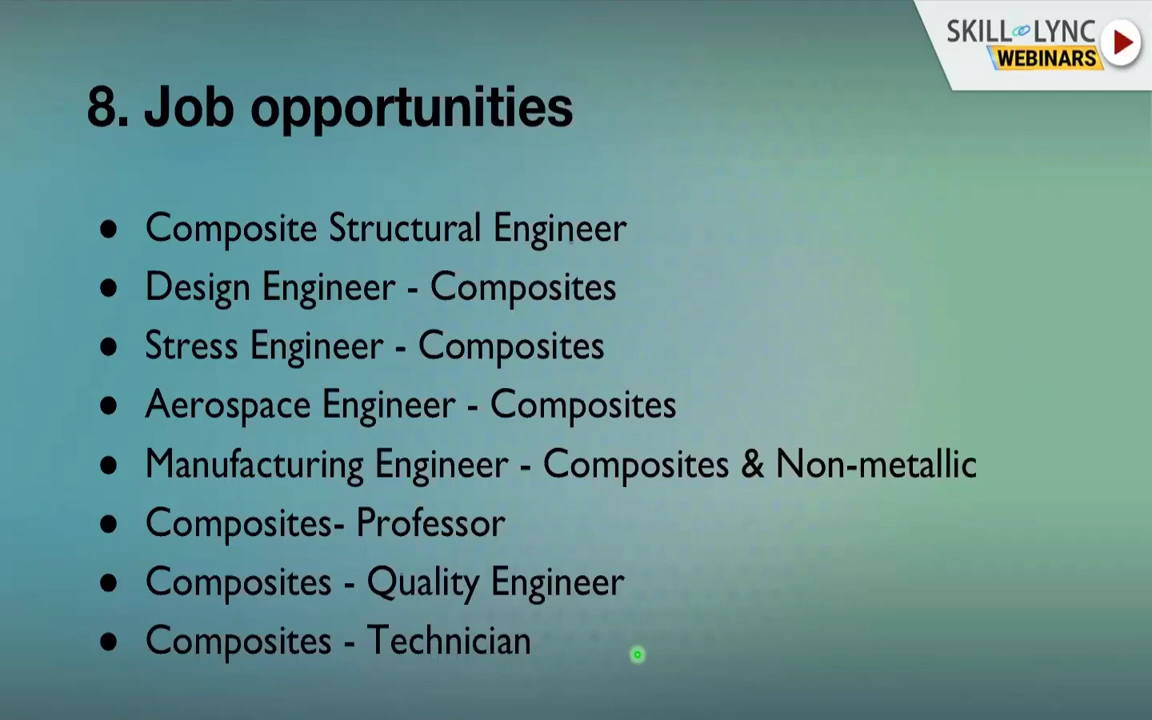 SKILL LYNC
WEBINARS
8. Job opportunities
● Composite Structural Engineer
● Design Engineer - Composites
● Stress Engineer - Composites
● Aerospace Engineer - Composites
● Manufacturing Engineer - Composites & Non-metallic
● Composites- Professor
● Composites - Quality Engineer
● Composites - Technician